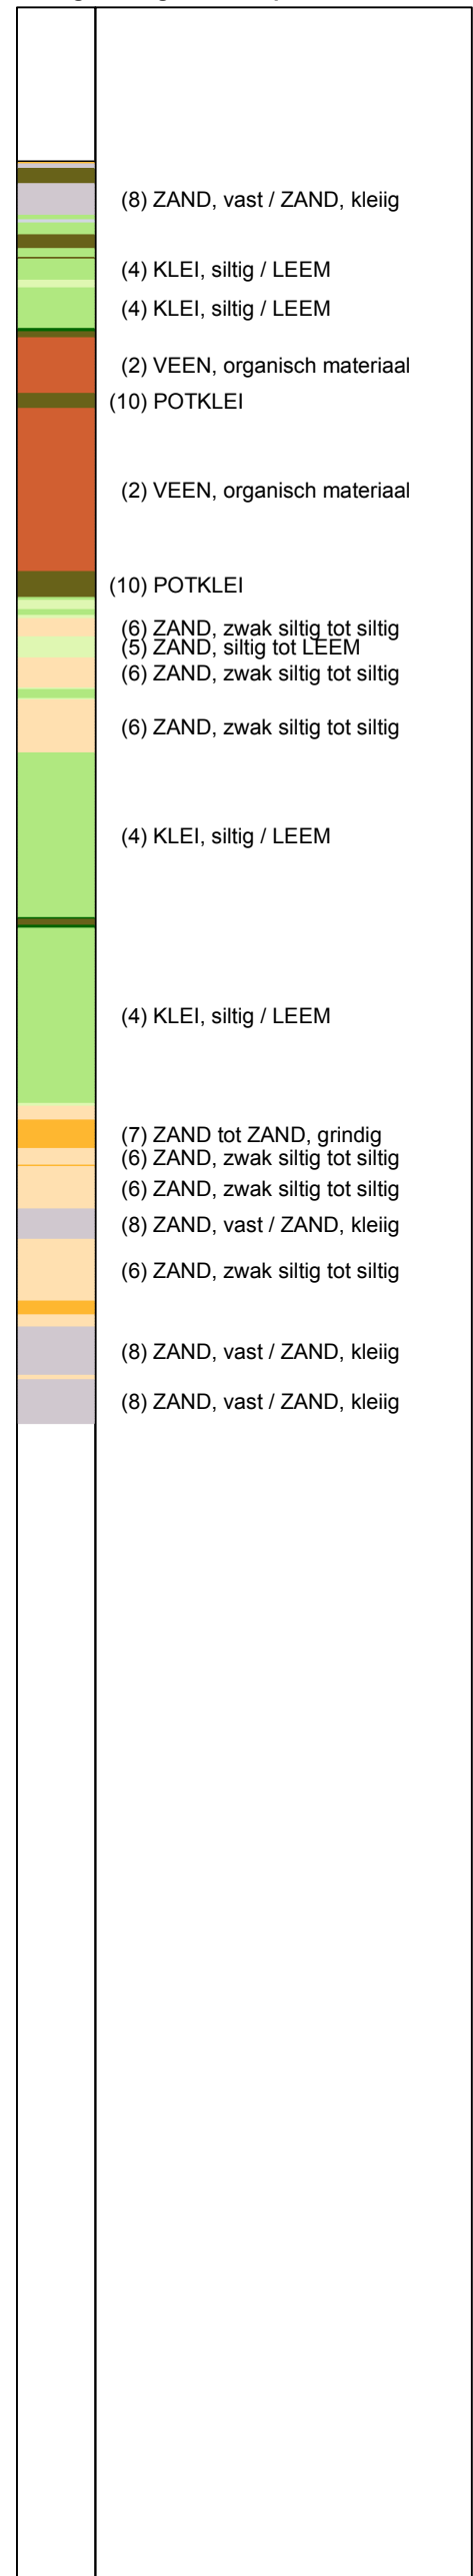 (8) ZAND, vast / ZAND, kleiig
(4) KLEI, siltig / LEEM
(4) KLEI, siltig / LEEM
(2) VEEN, organisch materiaal
(10) POTKLEI
(2) VEEN, organisch materiaal
(10) POTKLEI
(6) ZAND, zwak siltig tot siltig
(5) ZAND, siltig tot LEEM
(6) ZAND, zwak siltig tot siltig
(6) ZAND, zwak siltig tot siltig
(4) KLEI, siltig / LEEM
(4) KLEI, siltig / LEEM
(7) ZAND tot ZAND, grindig
(6) ZAND, zwak siltig tot siltig
(6) ZAND, zwak siltig tot siltig
(8) ZAND, vast / ZAND, kleiig
(6) ZAND, zwak siltig tot siltig
(8) ZAND, vast / ZAND, kleiig
(8) ZAND, vast / ZAND, kleiig